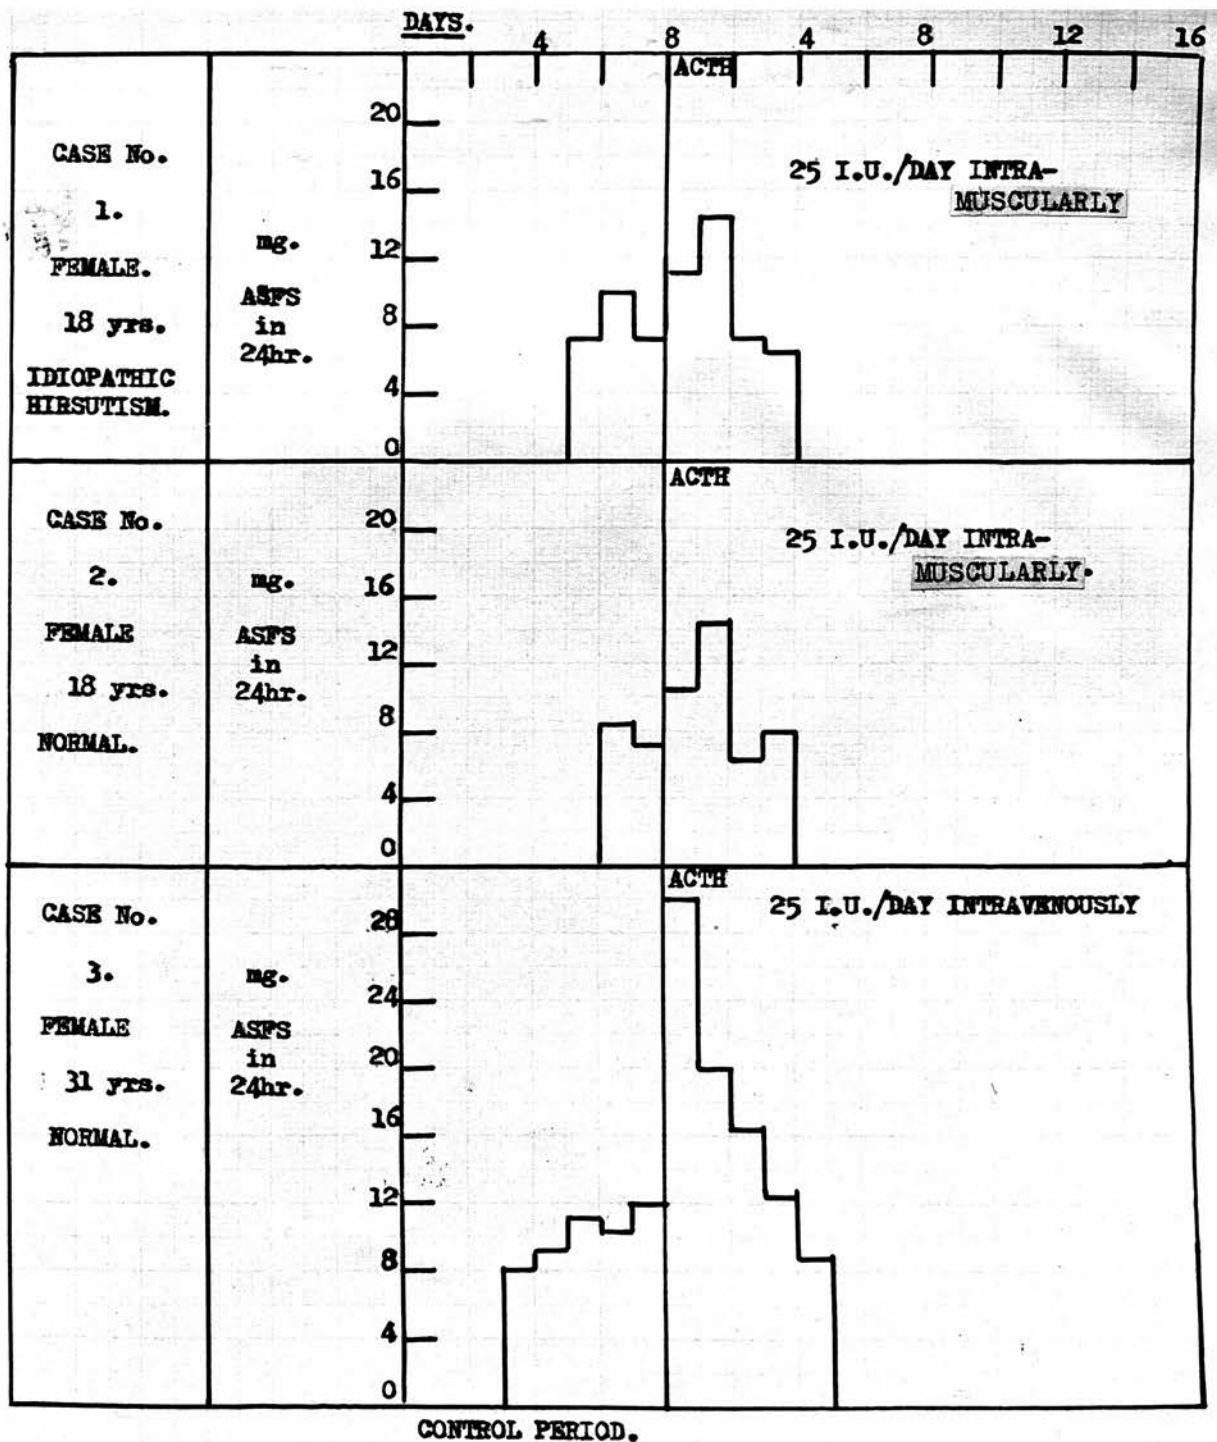 DAYS. 4 8 4 8 12 16
ACTH
20
16
12
8
4
0
CASE No.
1.
FEMALE.
18 yrs.
IDIOPATHIC
HIRSUTISM.
mg.
ASFS
in
24hr.
25 I.U./DAY INTRA-
MUSCULARLY
ACTH
20
16
12
8
4
0
CASE No.
2.
FEMALE
18 yrs.
NORMAL.
mg.
ASFS
in
24hr.
25 I.U./DAY INTRA-
MUSCULARLY.
ACTH
28
24
20
16
12
8
4
0
CASE No.
3.
FEMALE
31 yrs.
NORMAL.
mg.
ASFS
in
24hr.
25 I.U./DAY INTRAVENOUSLY
CONTROL PERIOD.